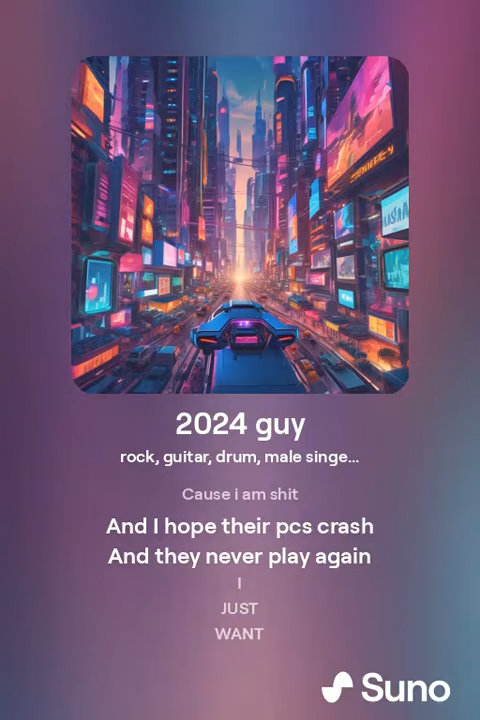 2024 guy
rock, guitar, drum, male singe...
Cause i am shit
And I hope their pcs crash
And they never play again
I
JUST
WANT
Suno